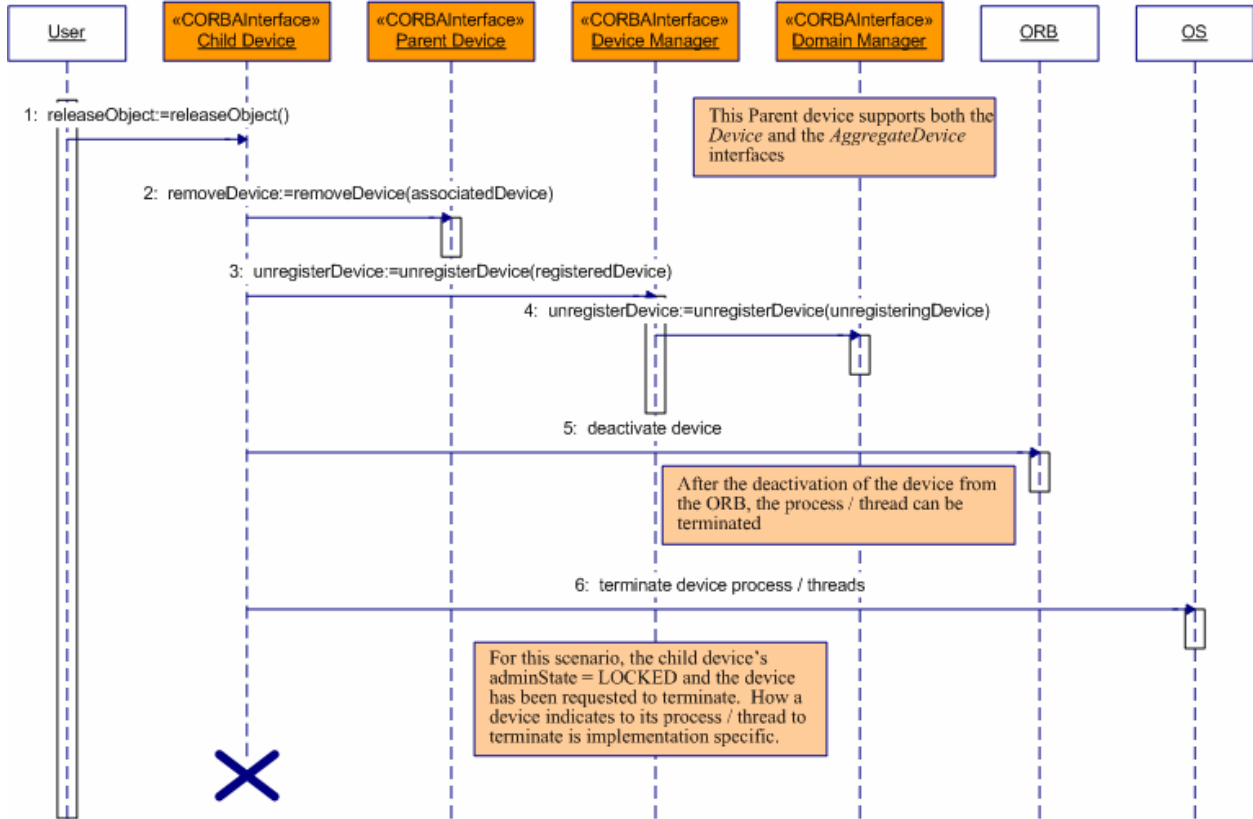 User
«CORBAInterface»
Child Device
«CORBAInterface»
Parent Device
«CORBAInterface»
Device Manager
«CORBAInterface»
Domain Manager
ORB
OS
This Parent device supports both the
Device and the AggregateDevice
interfaces
1: releaseObject:=releaseObject()
2: removeDevice:=removeDevice(associatedDevice)
3: unregisterDevice:=unregisterDevice(registeredDevice)
4: unregisterDevice:=unregisterDevice(unregisteringDevice)
5: deactivate device
After the deactivation of the device from
the ORB, the process / thread can be
terminated
6: terminate device process / threads
For this scenario, the child device's
adminState = LOCKED and the device
has been requested to terminate. How a
device indicates to its process / thread to
terminate is implementation specific.